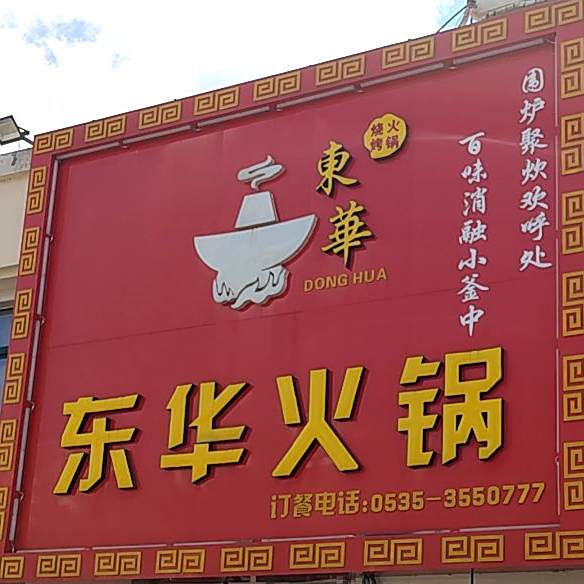 圆炉聚炊欢呼处
百味消融小釜中
火锅
烧烤
東華
DONG HUA
东华火锅
订餐电话:0535-3550777